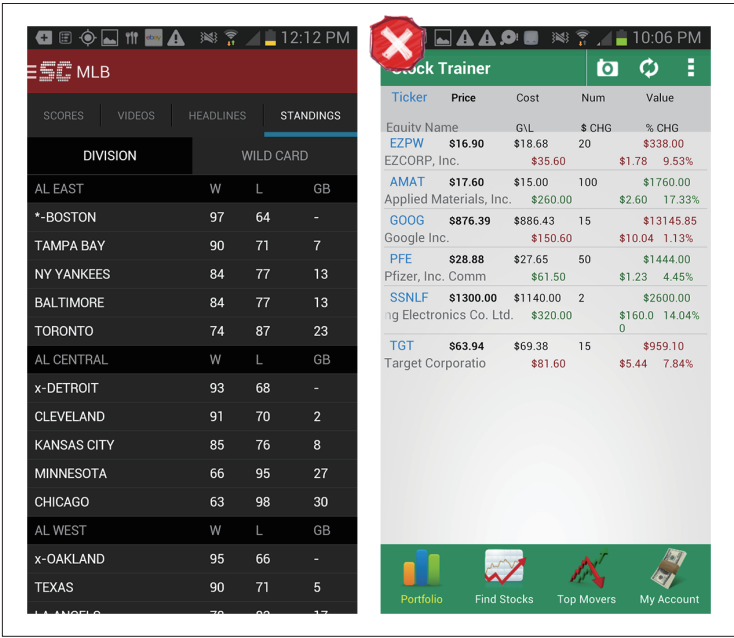 12:12 PM
SC MLB
SCORES VIDEOS HEADLINES STANDINGS
DIVISION WILD CARD
AL EAST W L GB
*-BOSTON 97 64 -
TAMPA BAY 90 71 7
NY YANKEES 84 77 13
BALTIMORE 84 77 13
TORONTO 74 87 23
AL CENTRAL W L GB
x-DETROIT 93 68 -
CLEVELAND 91 70 2
KANSAS CITY 85 76 8
MINNESOTA 66 95 27
CHICAGO 63 98 30
AL WEST W L GB
x-OAKLAND 95 66 -
TEXAS 90 71 5
10:06 PM
Stock Trainer
Ticker Price Cost Num Value
Equity Name G\L $ CHG % CHG
EZPW $16.90 $18.68 20 $338.00
EZCORP, Inc. $35.60 $1.78 9.53%
AMAT $17.60 $15.00 100 $1760.00
Applied Materials, Inc. $260.00 $2.60 17.33%
GOOG $876.39 $886.43 15 $13145.85
Google Inc. $150.60 $10.04 1.13%
PFE $28.88 $27.65 50 $1444.00
Pfizer, Inc. Comm $61.50 $1.23 4.45%
SSNLF $1300.00 $1140.00 2 $2600.00
ng Electronics Co. Ltd. $320.00 $160.0 14.04%
0
TGT $63.94 $69.38 15 $959.10
Target Corporatio $81.60 $5.44 7.84%
Portfolio Find Stocks Top Movers My Account